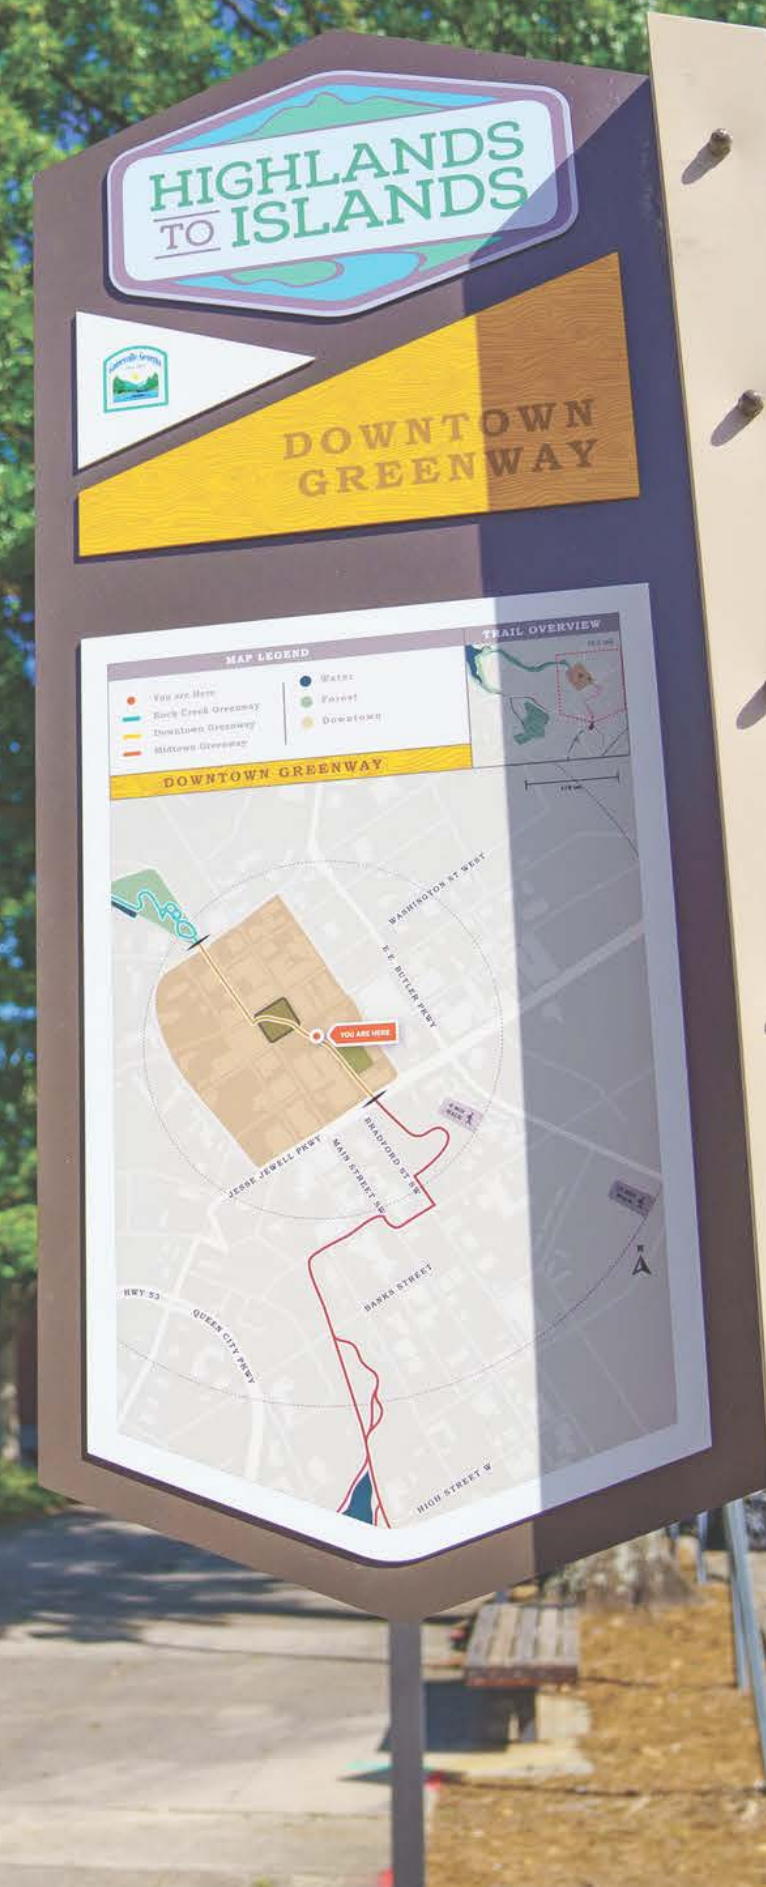 HIGHLANDS
TO ISLANDS
DOWNTOWN
GREENWAY
MAP LEGEND
You are Here
Rock Creek Greenway
Downtown Greenway
Midtown Greenway
Water
Forest
Downtown
TRAIL OVERVIEW
DOWNTOWN GREENWAY
WASHINGTON ST WEST
E.E. BUTLER PKWY
YOU ARE HERE
BRADFORD ST SW
MAIN STREET SW
JESSE JEWELL PKWY
N
BANKS STREET
HWY 53
QUEEN CITY PKWY
HIGH STREET W